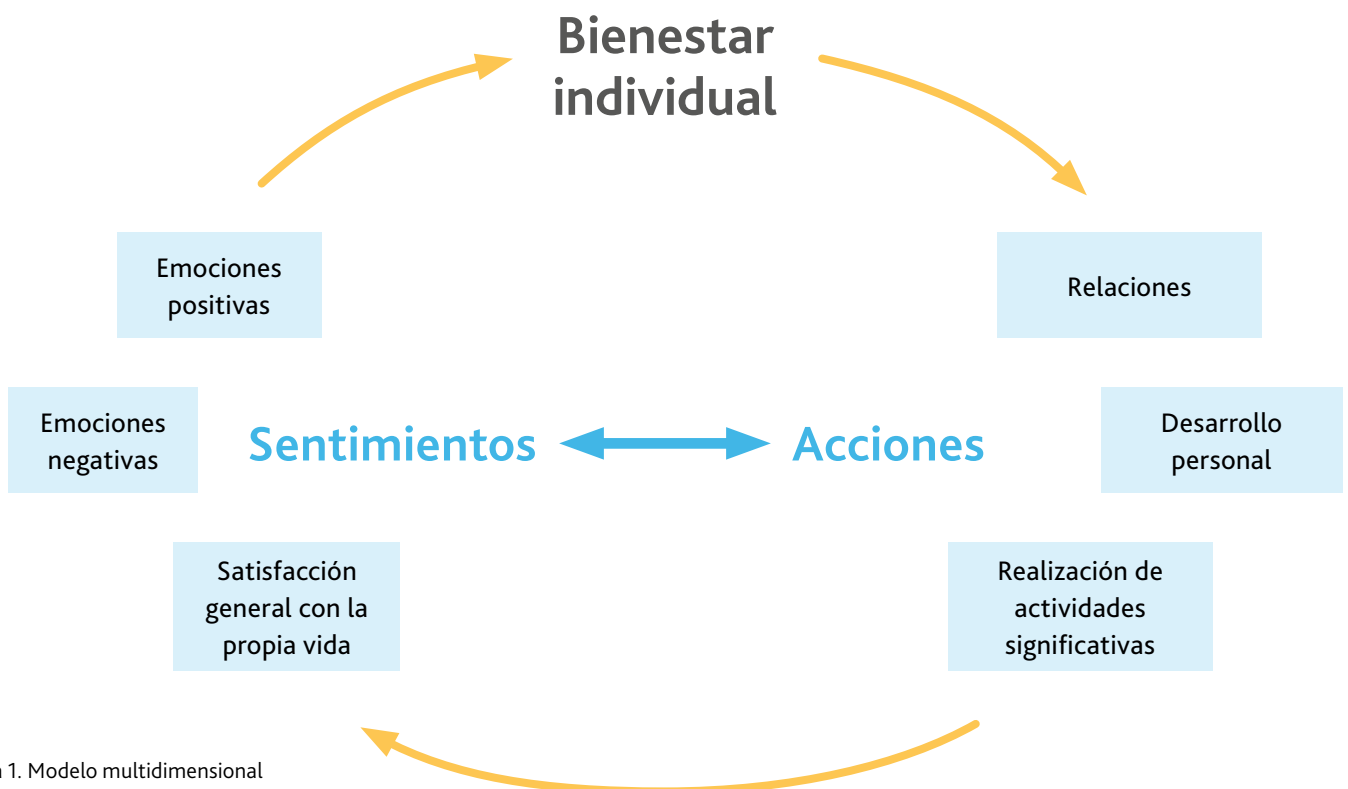 Bienestar
individual
Emociones
positivas
Relaciones
Emociones
negativas
Sentimientos
Acciones
Desarrollo
personal
Satisfacción
general con la
propia vida
Realización de
actividades
significativas
1. Modelo multidimensional